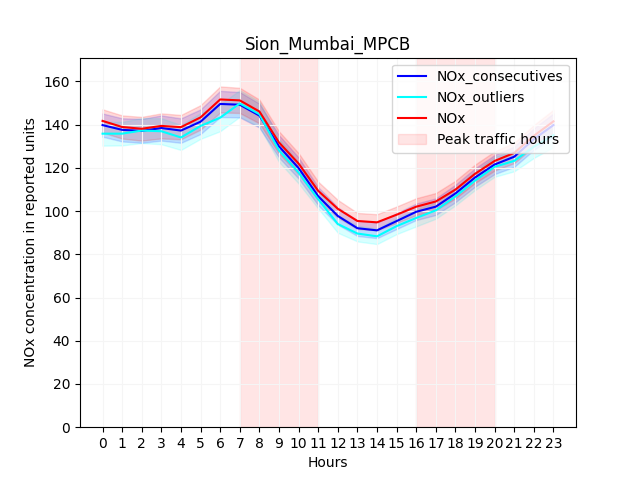 Sion_Mumbai_MPCB
NOx_consecutives
NOx_outliers
NOx
Peak traffic hours
NOx concentration in reported units
160
140
120
100
80
60
40
20
0
0 1 2 3 4 5 6 7 8 9 10 11 12 13 14 15 16 17 18 19 20 21 22 23
Hours